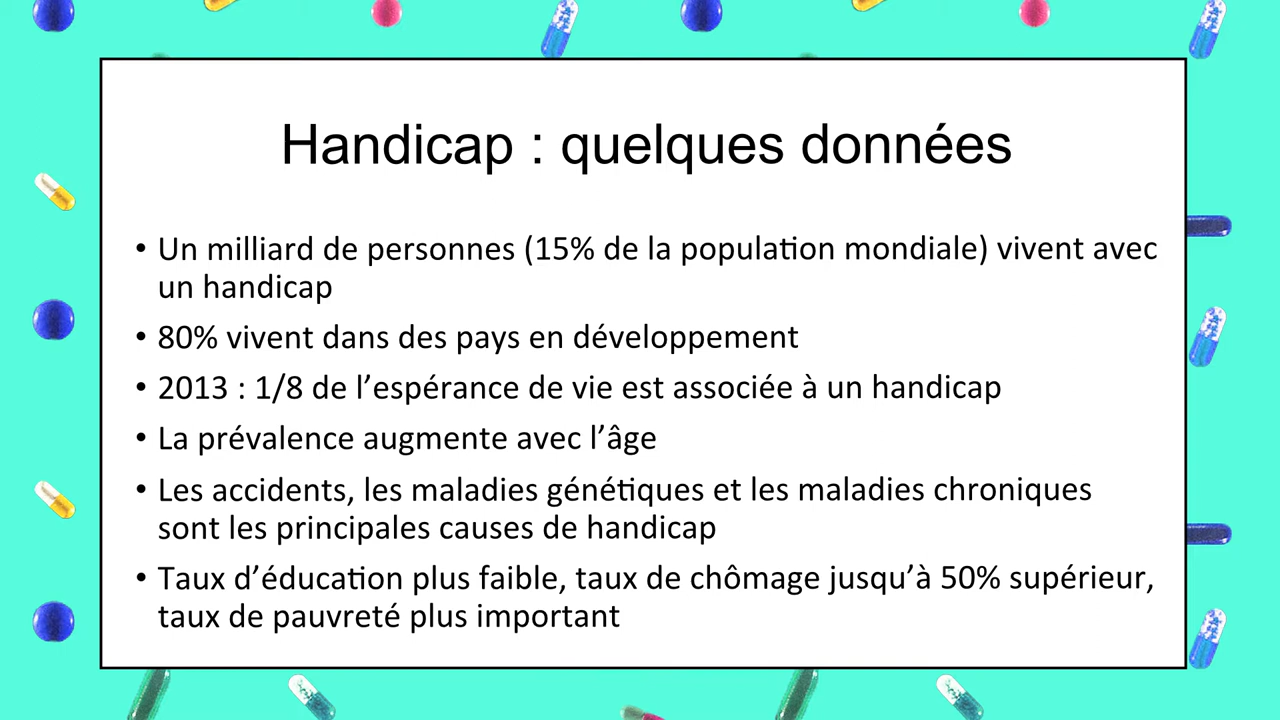 Handicap : quelques données
• Un milliard de personnes (15% de la population mondiale) vivent avec
un handicap
• 80% vivent dans des pays en développement
• 2013 : 1/8 de l’espérance de vie est associée à un handicap
• La prévalence augmente avec l’âge
• Les accidents, les maladies génétiques et les maladies chroniques
sont les principales causes de handicap
• Taux d’éducation plus faible, taux de chômage jusqu’à 50% supérieur,
taux de pauvreté plus important